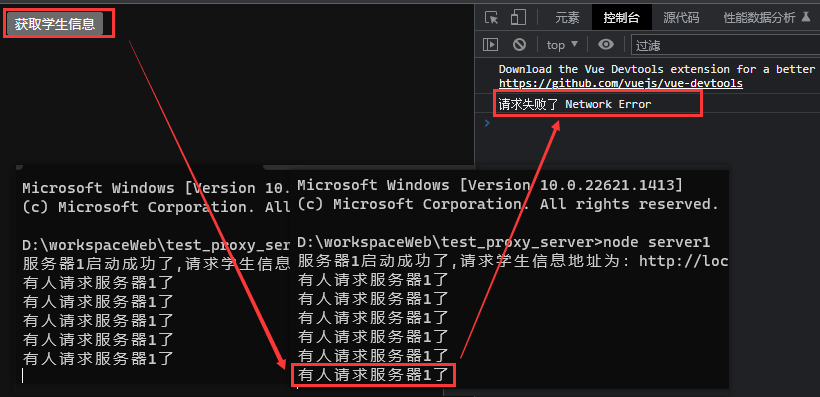 获取学生信息
元素 控制台 源代码 性能数据分析
top 过滤
Download the Vue Devtools extension for a better
https://github.com/vuejs/vue-devtools
请求失败了 Network Error
Microsoft Windows [Version 10.
(c) Microsoft Corporation. All
D:\workspaceWeb\test_proxy_ser
服务器1启动成功了,请求学生信息
有人请求服务器1了
有人请求服务器1了
有人请求服务器1了
有人请求服务器1了
有人请求服务器1了
Microsoft Windows [Version 10.0.22621.1413]
(c) Microsoft Corporation. All rights reserved.
D:\workspaceWeb\test_proxy_server>node server1
服务器1启动成功了,请求学生信息地址为: http://loc
有人请求服务器1了
有人请求服务器1了
有人请求服务器1了
有人请求服务器1了
有人请求服务器1了
有人请求服务器1了